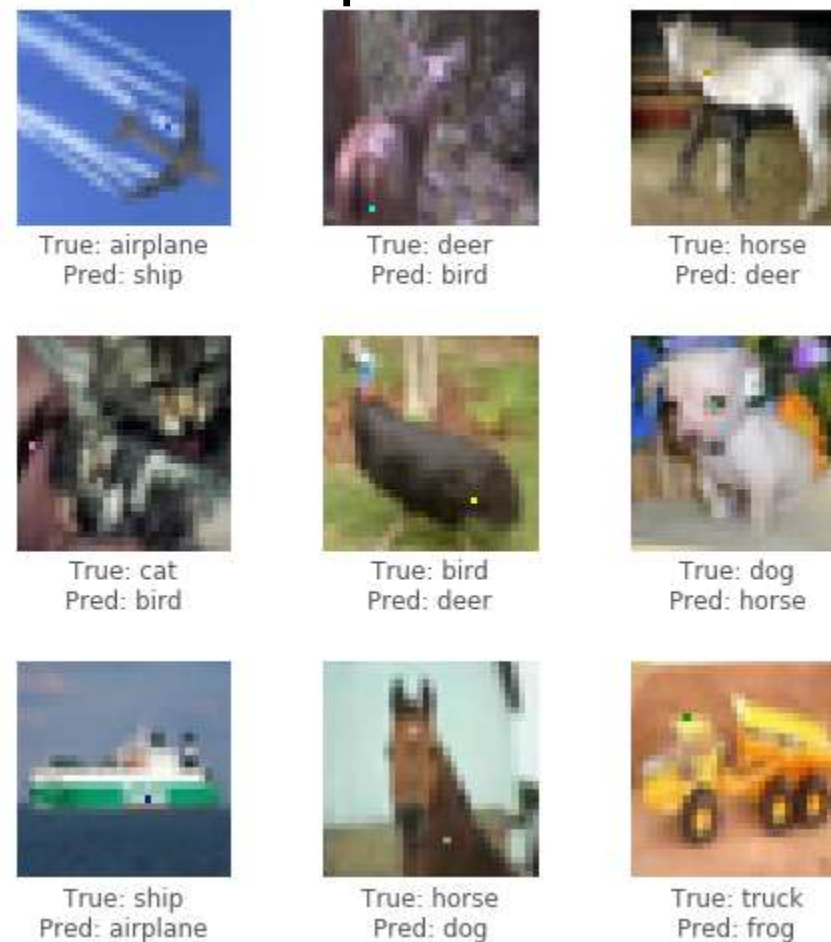 True: airplane
Pred: ship
True: deer
Pred: bird
True: horse
Pred: deer
True: cat
Pred: bird
True: bird
Pred: deer
True: dog
Pred: horse
True: ship
Pred: airplane
True: horse
Pred: dog
True: truck
Pred: frog